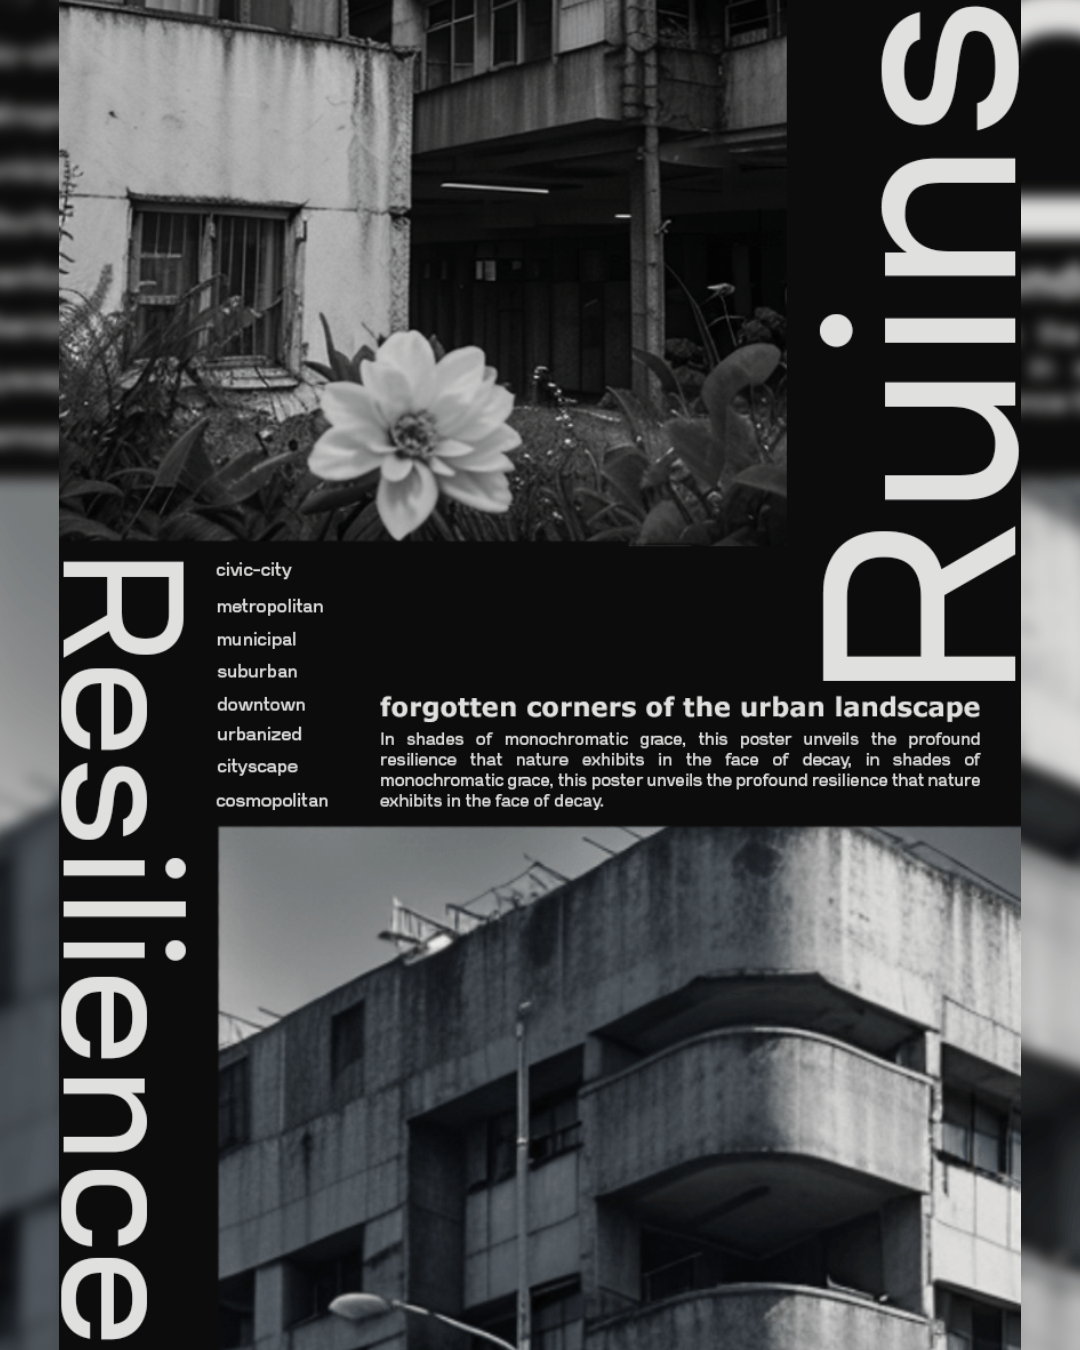 Ruins
Resilience
civic-city
metropolitan
municipal
suburban
downtown
urbanized
cityscape
cosmopolitan
forgotten corners of the urban landscape
In shades of monochromatic grace, this poster unveils the profound
resilience that nature exhibits in the face of decay, in shades of
monochromatic grace, this poster unveils the profound resilience that nature
exhibits in the face of decay.